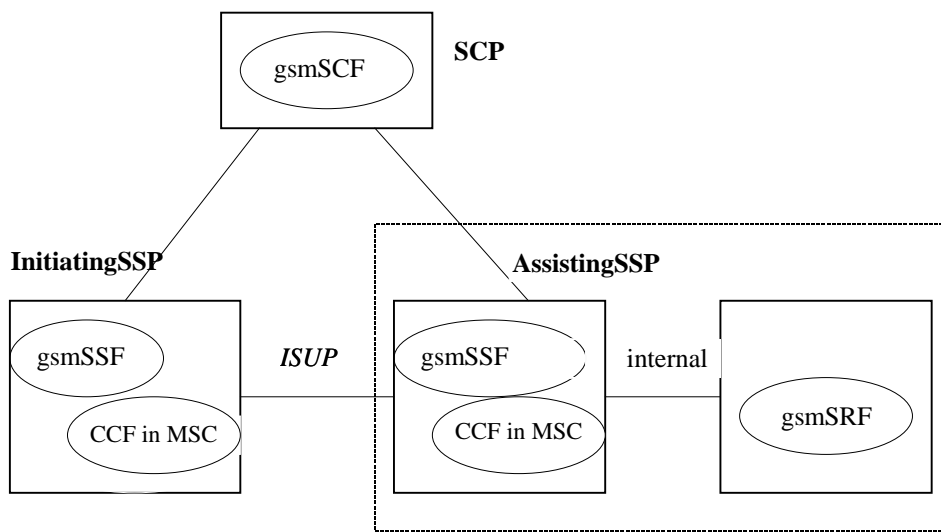 SCP
gsmSCF
InitiatingSSP
AssistingSSP
gsmSSF
ISUP
gsmSSF
internal
CCF in MSC
CCF in MSC
gsmSRF